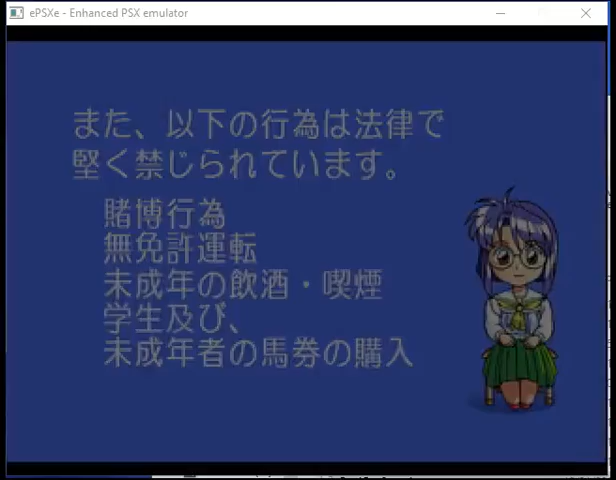 ePSXe - Enhanced PSX emulator
また、以下の行為は法律で
堅く禁じられています。
賭博行為
無免許運転
未成年の飲酒・喫煙
学生及び、
未成年者の馬券の購入